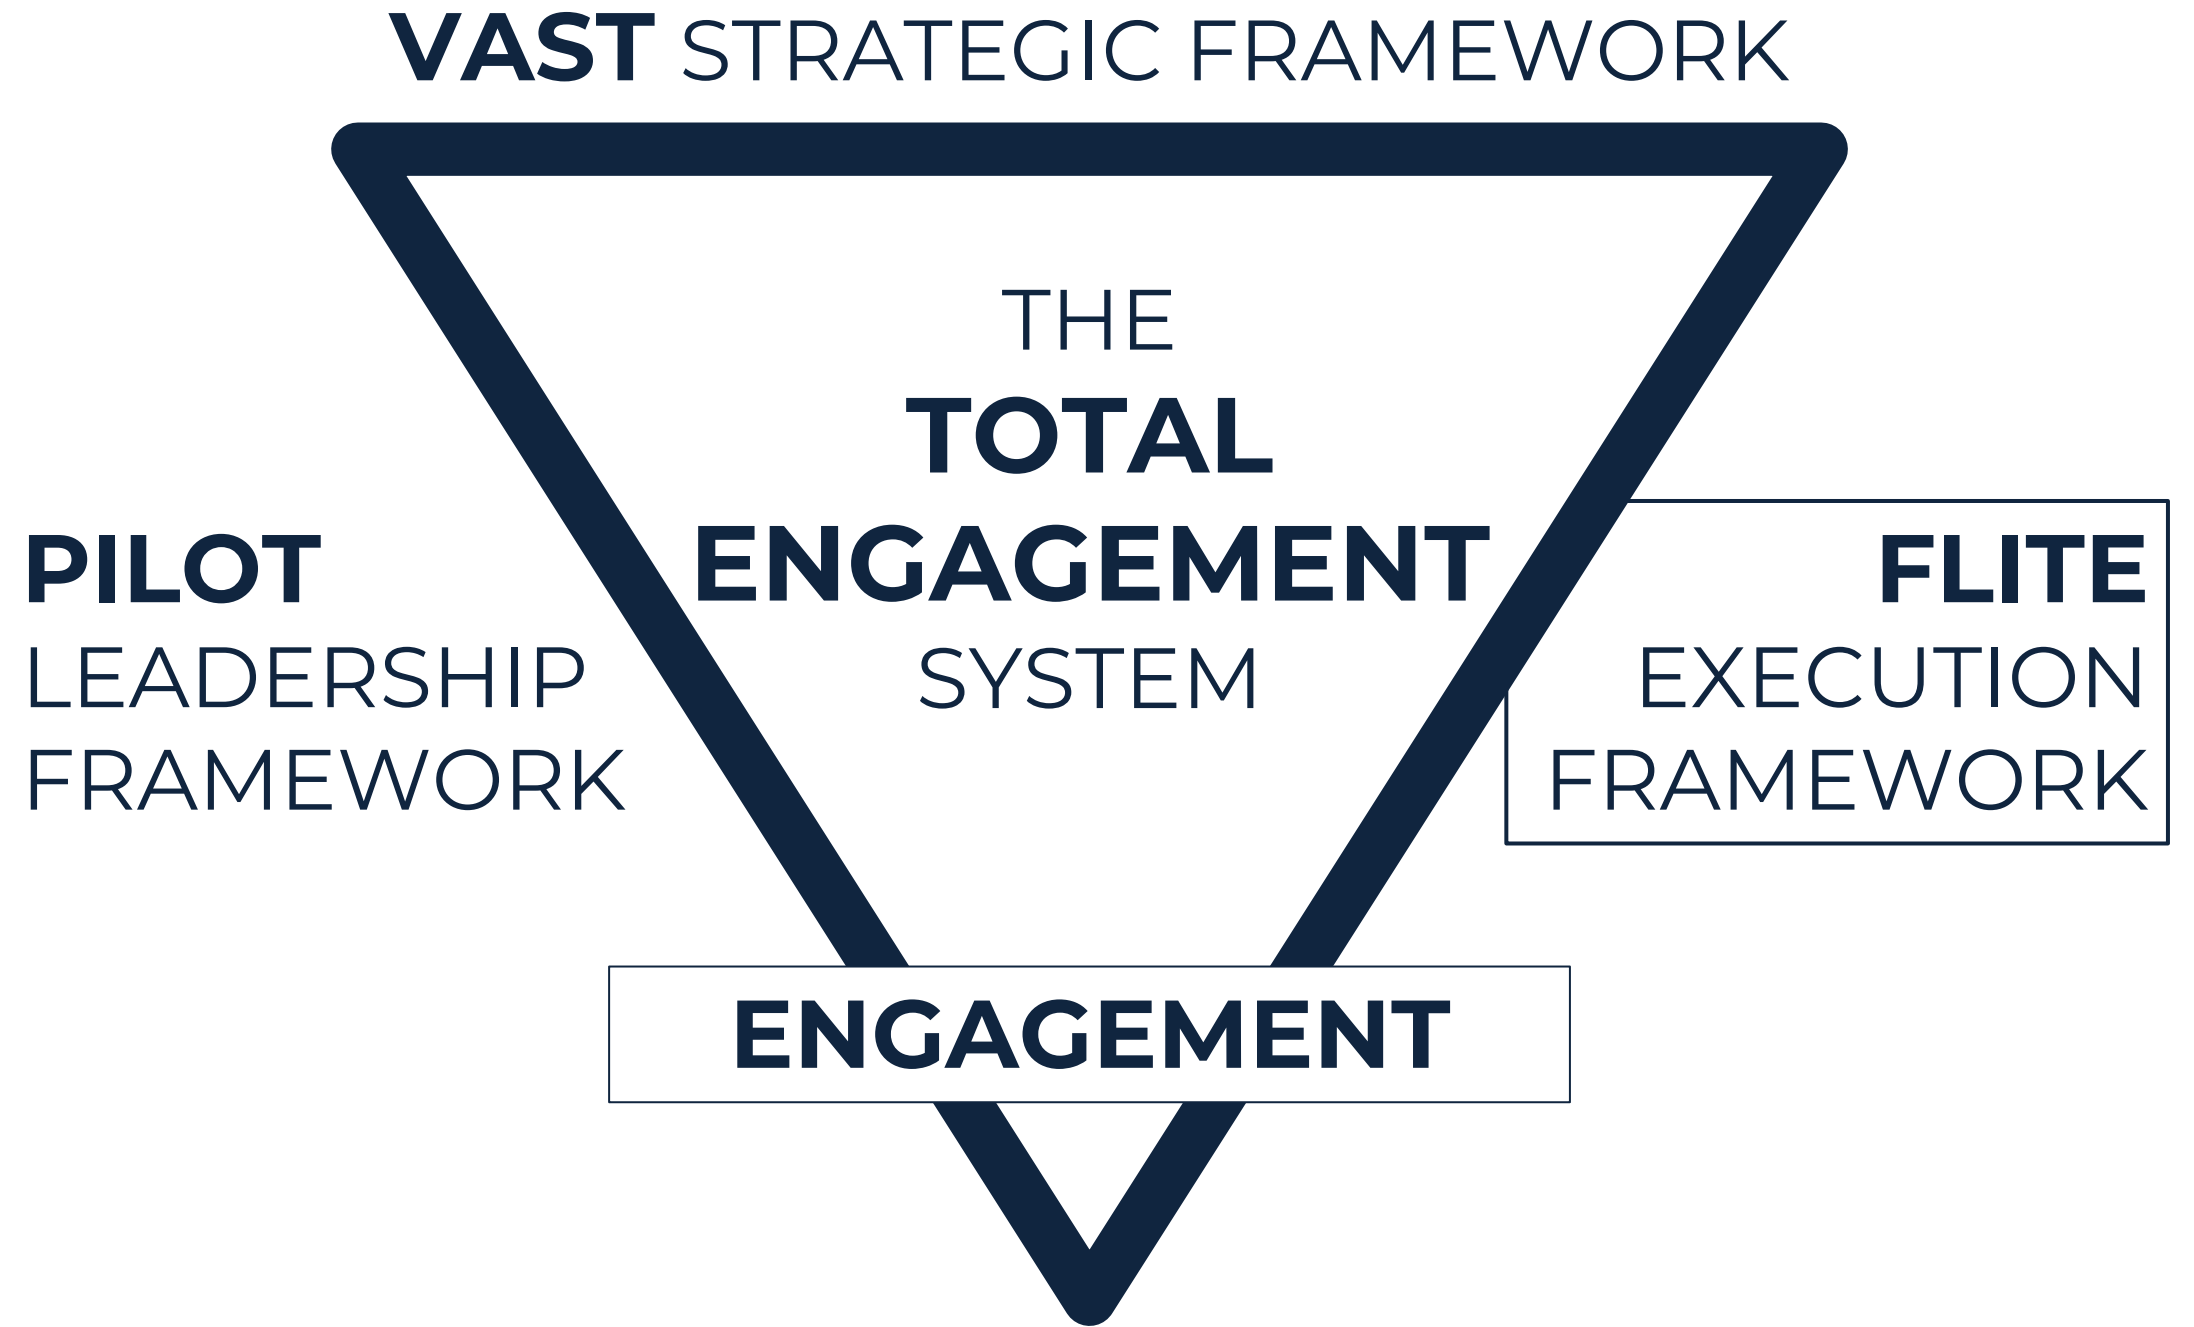 VAST STRATEGIC FRAMEWORK
THE
TOTAL
ENGAGEMENT
SYSTEM
PILOT
LEADERSHIP
FRAMEWORK
FLITE
EXECUTION
FRAMEWORK
ENGAGEMENT